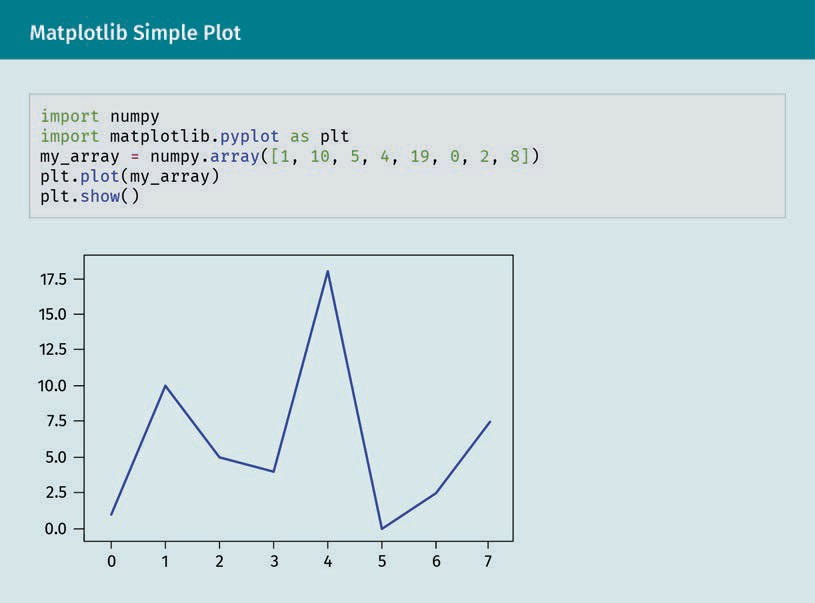 Matplotlib Simple Plot
import numpy
import matplotlib.pyplot as plt
my_array = numpy.array([1, 10, 5, 4, 19, 0, 2, 8])
plt.plot(my_array)
plt.show()
17.5
15.0
12.5
10.0
7.5
5.0
2.5
0.0
0 1 2 3 4 5 6 7